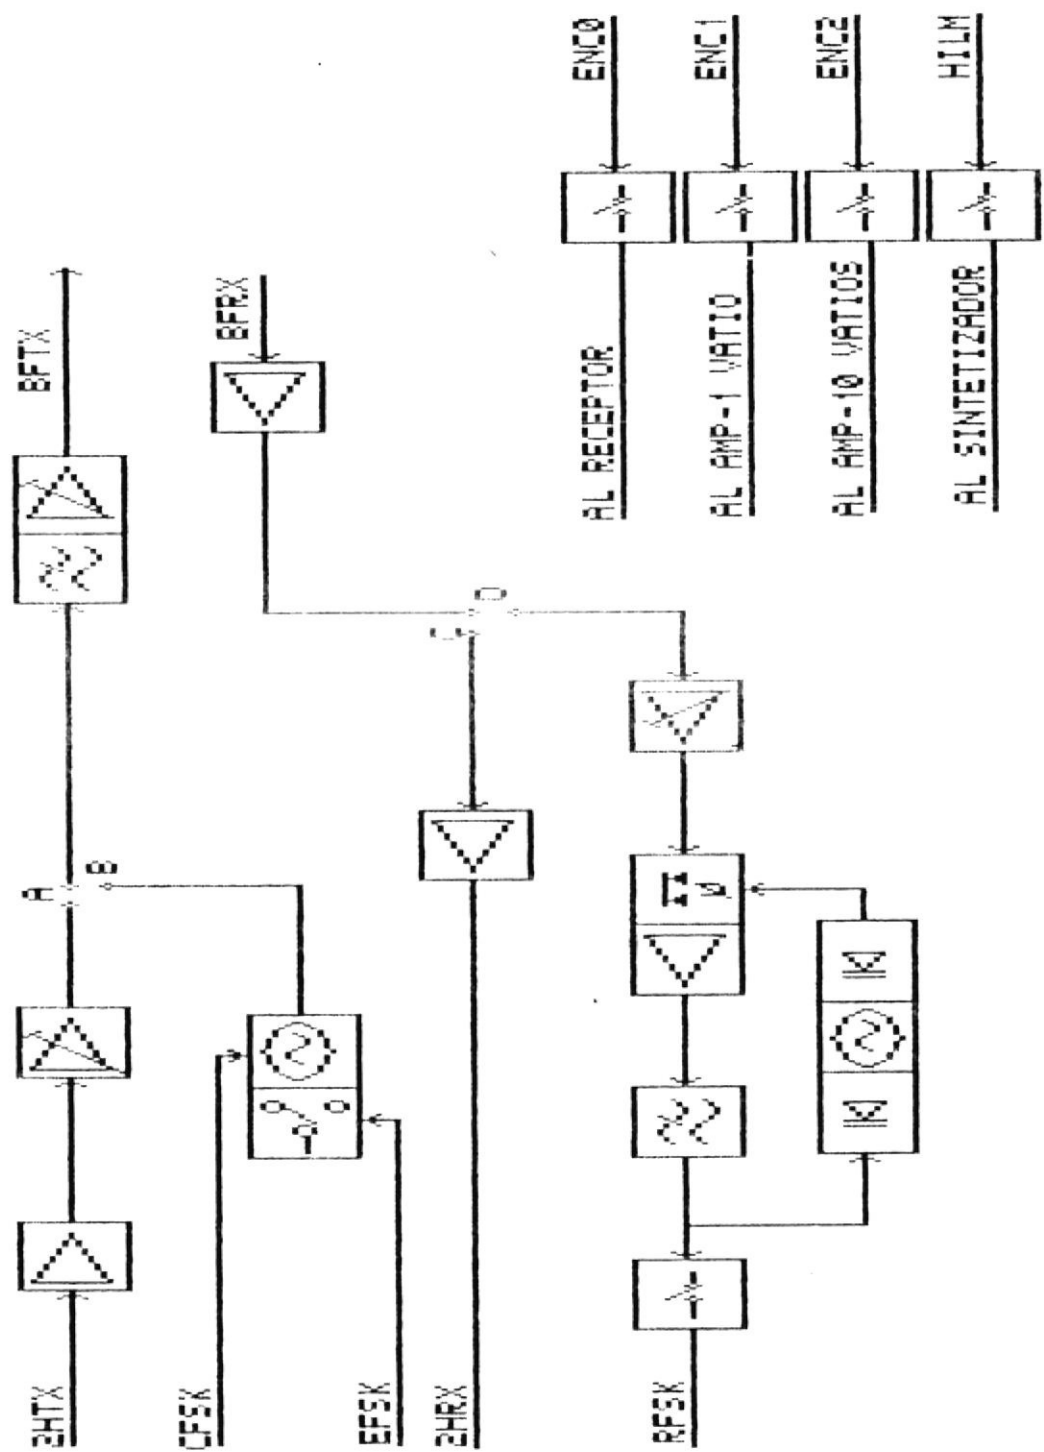 2HTX
A
BFTX
B
CFSK
BFRX
EFSK
2HRX
C
D
AL RECEPTOR
ENC0
RFSK
AL AMP-1 VATIO
ENC1
AL AMP-10 VATIOS
ENC2
AL SINTETIZADOR
HILM